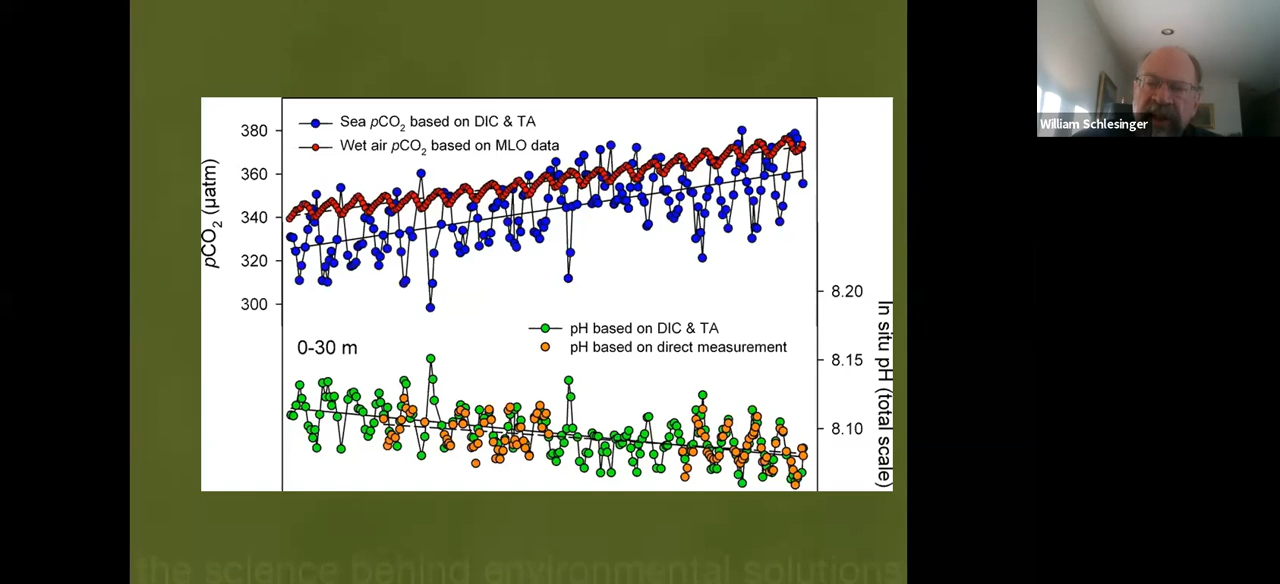 Sea pCO2 based on DIC & TA
Wet air pCO2 based on MLO data
380
360
340
320
300
pCO2 (µatm)
0-30 m
pH based on DIC & TA
pH based on direct measurement
8.20
8.15
8.10
In situ pH (total scale)
William Schlesinger
the science behind environmental solutions